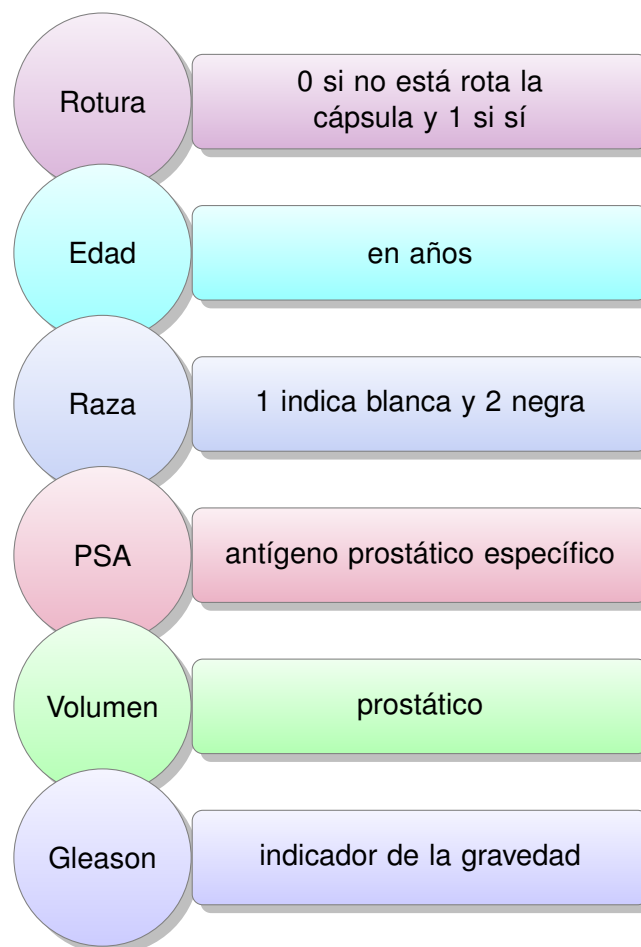 Rotura
0 si no está rota la
cápsula y 1 si sí
Edad
en años
Raza
1 indica blanca y 2 negra
PSA
antígeno prostático específico
Volumen
prostático
Gleason
indicador de la gravedad